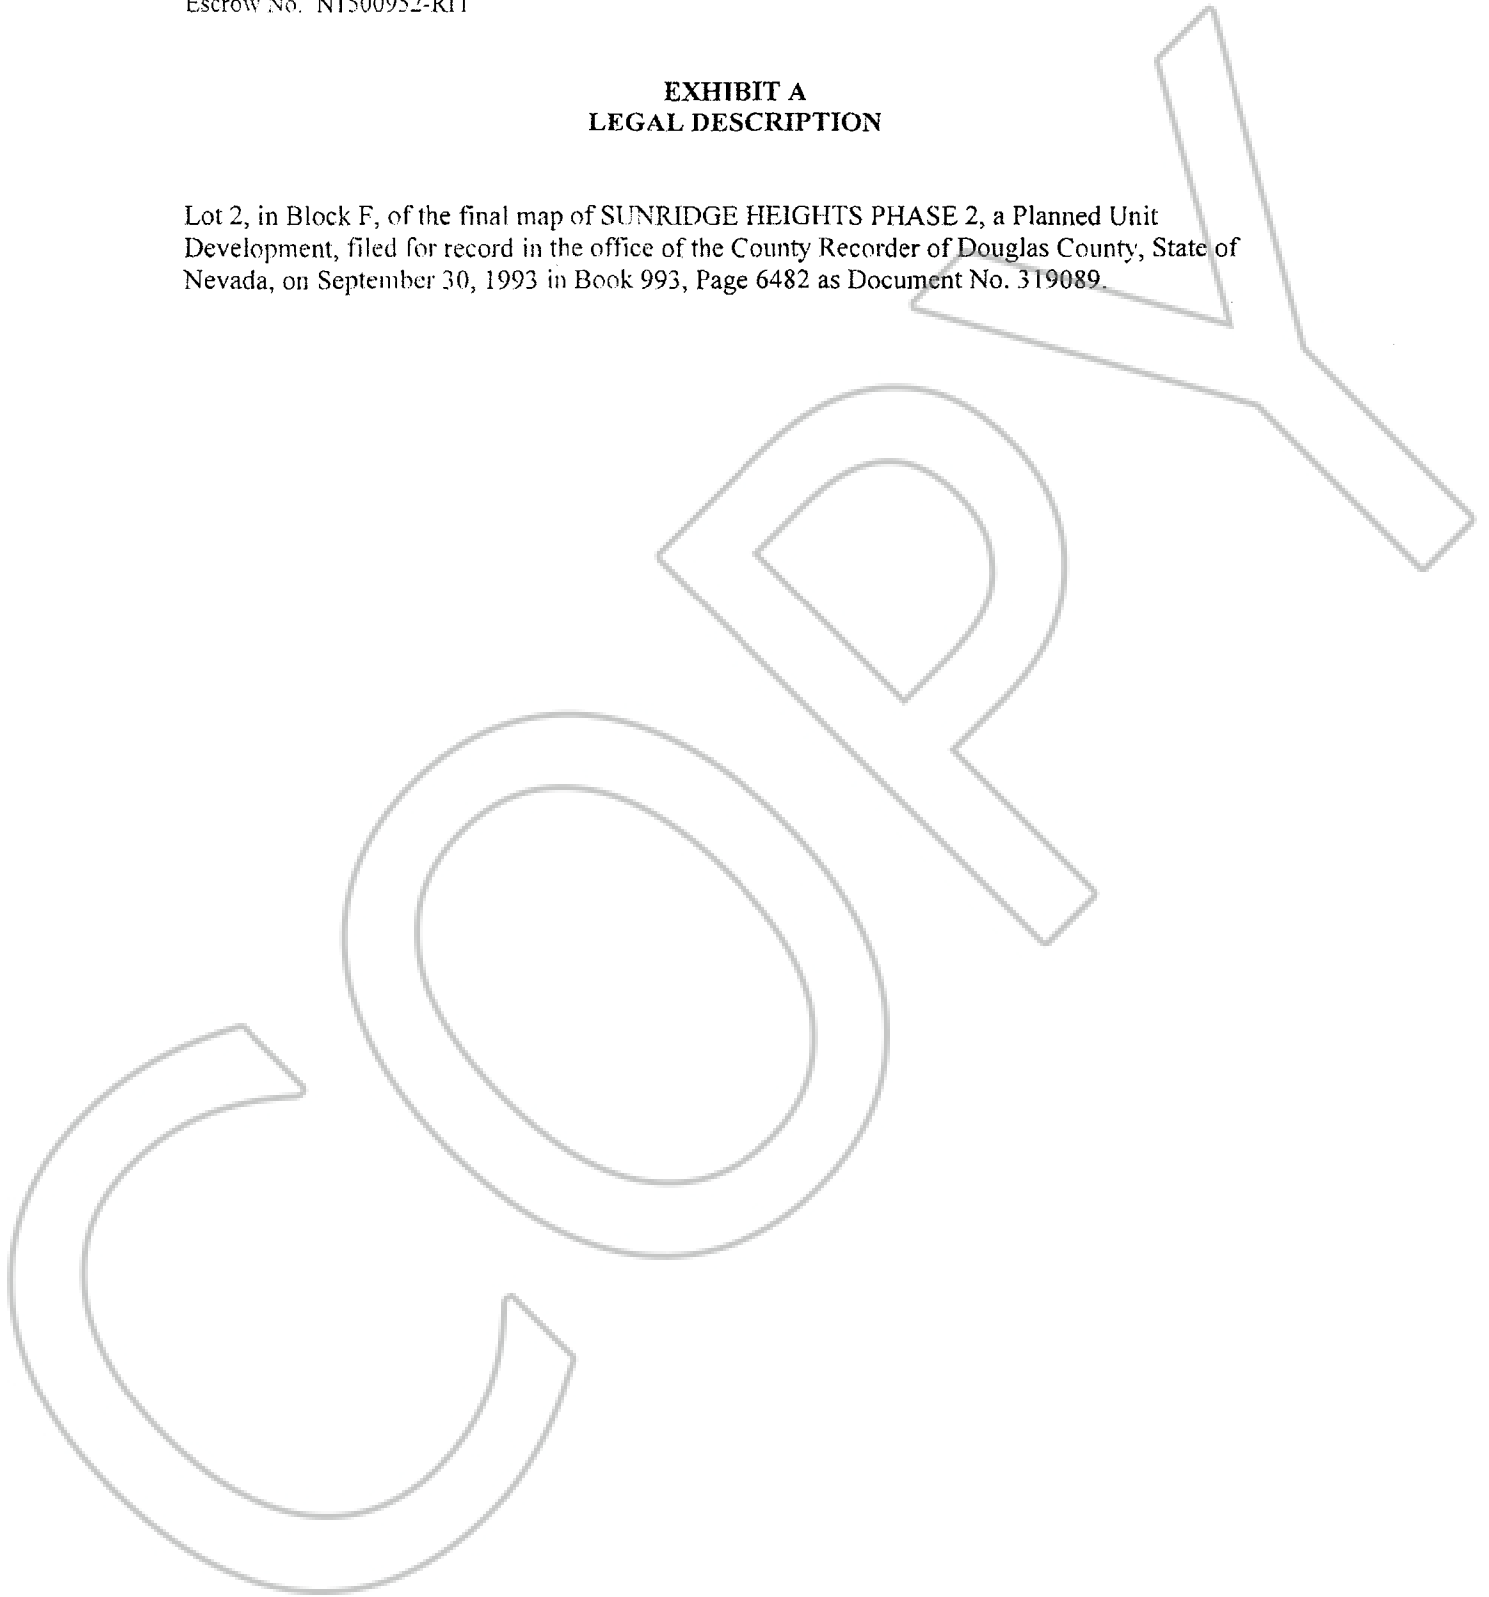 Escrow No.
EXHIBIT A
LEGAL DESCRIPTION
Lot 2, in Block F, of the final map of SUNRIDGE HEIGHTS PHASE 2, a Planned Unit
Development, filed for record in the office of the County Recorder of Douglas County, State of
Nevada, on September 30, 1993 in Book 993, Page 6482 as Document No. 319089.
COPY